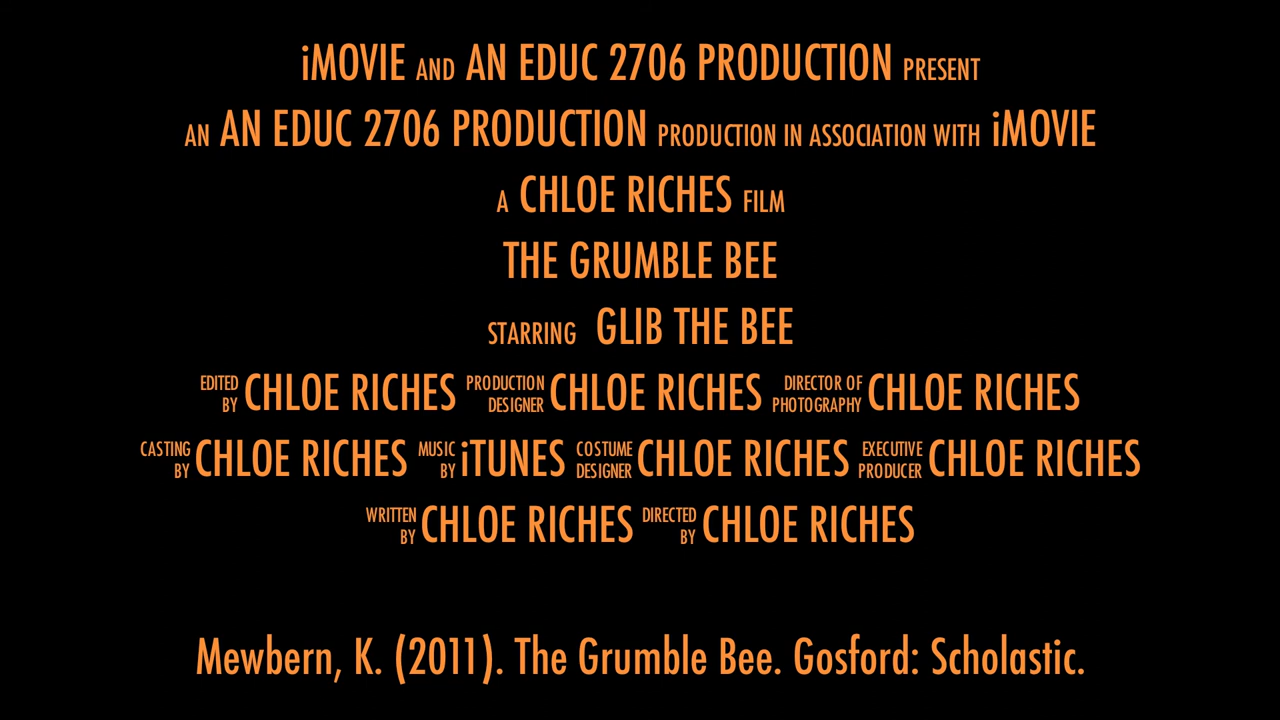 iMOVIE AND AN EDUC 2706 PRODUCTION PRESENT
AN AN EDUC 2706 PRODUCTION PRODUCTION IN ASSOCIATION WITH iMOVIE
A CHLOE RICHES FILM
THE GRUMBLE BEE
STARRING GLIB THE BEE
EDITED BY CHLOE RICHES PRODUCTION DESIGNER CHLOE RICHES DIRECTOR OF PHOTOGRAPHY CHLOE RICHES
CASTING BY CHLOE RICHES MUSIC BY iTUNES COSTUME DESIGNER CHLOE RICHES EXECUTIVE PRODUCER CHLOE RICHES
WRITTEN BY CHLOE RICHES DIRECTED BY CHLOE RICHES
Mewbern, K. (2011). The Grumble Bee. Gosford: Scholastic.